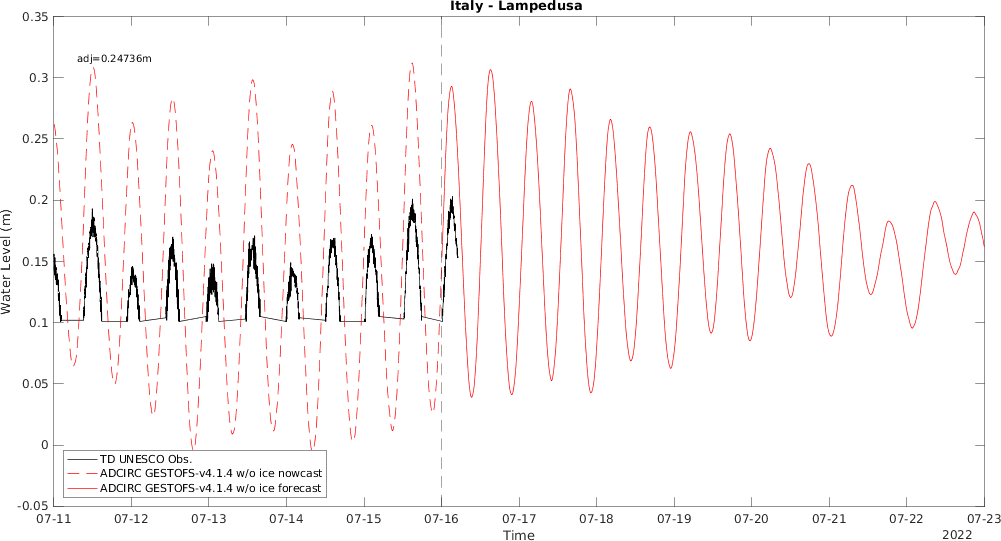 Italy - Lampedusa
adj=0.24736m
0.35
0.3
0.25
0.2
0.15
0.1
0.05
0
-0.05
Water Level (m)
TD UNESCO Obs.
ADCIRC GESTOFS-v4.1.4 w/o ice nowcast
ADCIRC GESTOFS-v4.1.4 w/o ice forecast
07-11 07-12 07-13 07-14 07-15 07-16 07-17 07-18 07-19 07-20 07-21 07-22 07-23
Time
2022